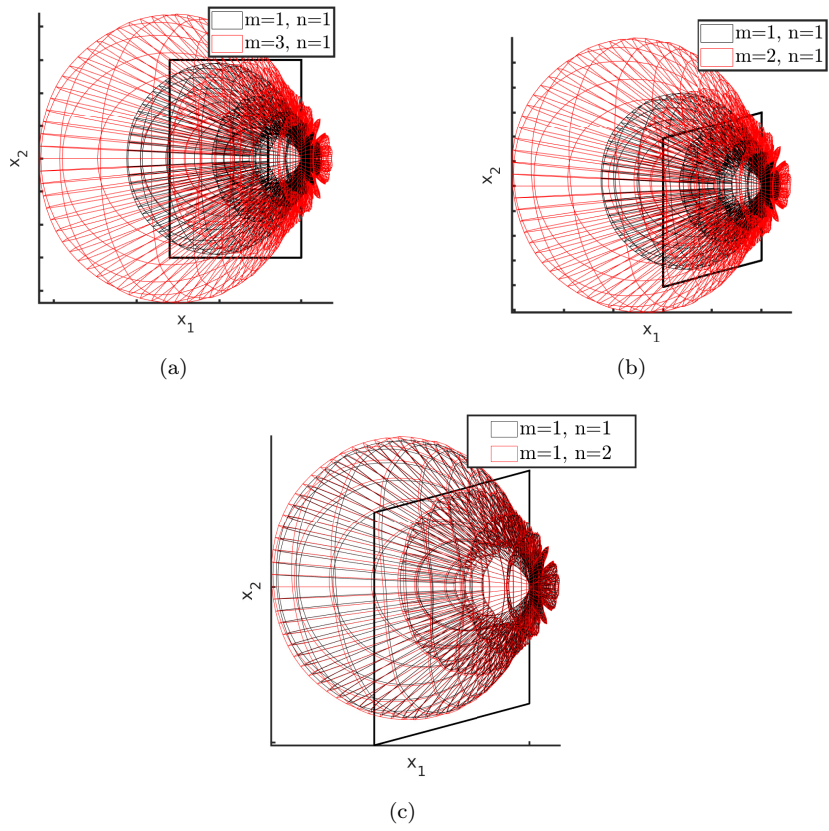 m=1, n=1
m=3, n=1
x2
x1
(a)
m=1, n=1
m=2, n=1
x2
x1
(b)
m=1, n=1
m=1, n=2
x2
x1
(c)